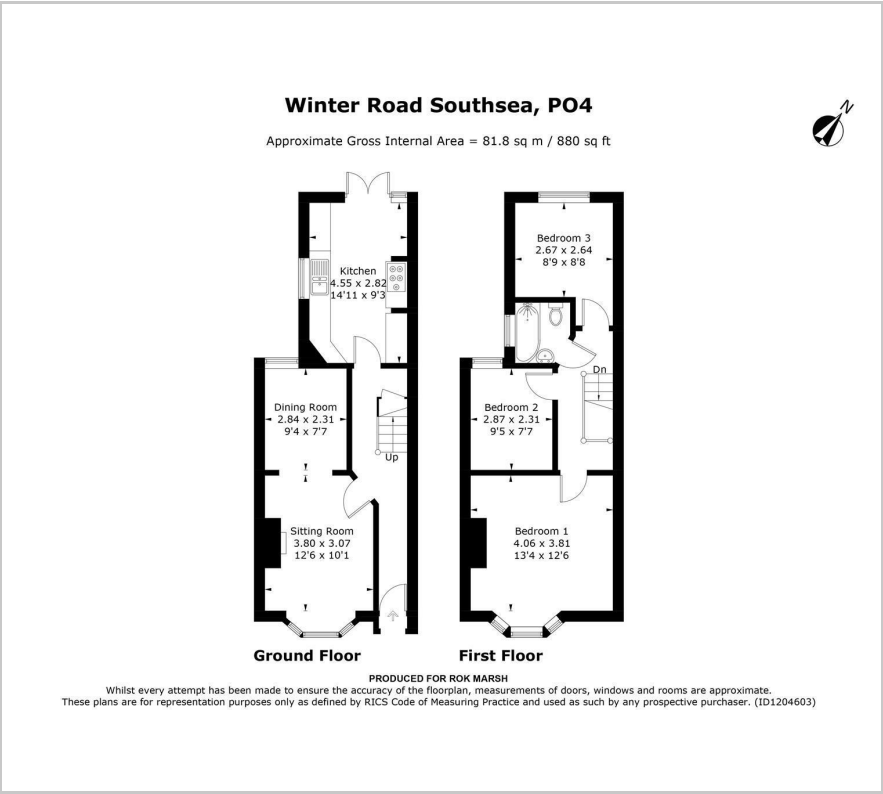 Winter Road Southsea, PO4
N
Approximate Gross Internal Area = 81.8 sq m / 880 sq ft
Kitchen
4.55 x 2.82
14'11 x 9'3
Dining Room
2.84 x 2.31
9'4 x 7'7
Up
Sitting Room
3.80 x 3.07
12'6 x 10'1
Ground Floor
Bedroom 3
2.67 x 2.64
8'9 x 8'8
Dn
Bedroom 2
2.87 x 2.31
9'5 x 7'7
Bedroom 1
4.06 x 3.81
13'4 x 12'6
First Floor
PRODUCED FOR ROK MARSH
Whilst every attempt has been made to ensure the accuracy of the floorplan, measurements of doors, windows and rooms are approximate.
These plans are for representation purposes only as defined by RICS Code of Measuring Practice and used as such by any prospective purchaser. (ID1204603)